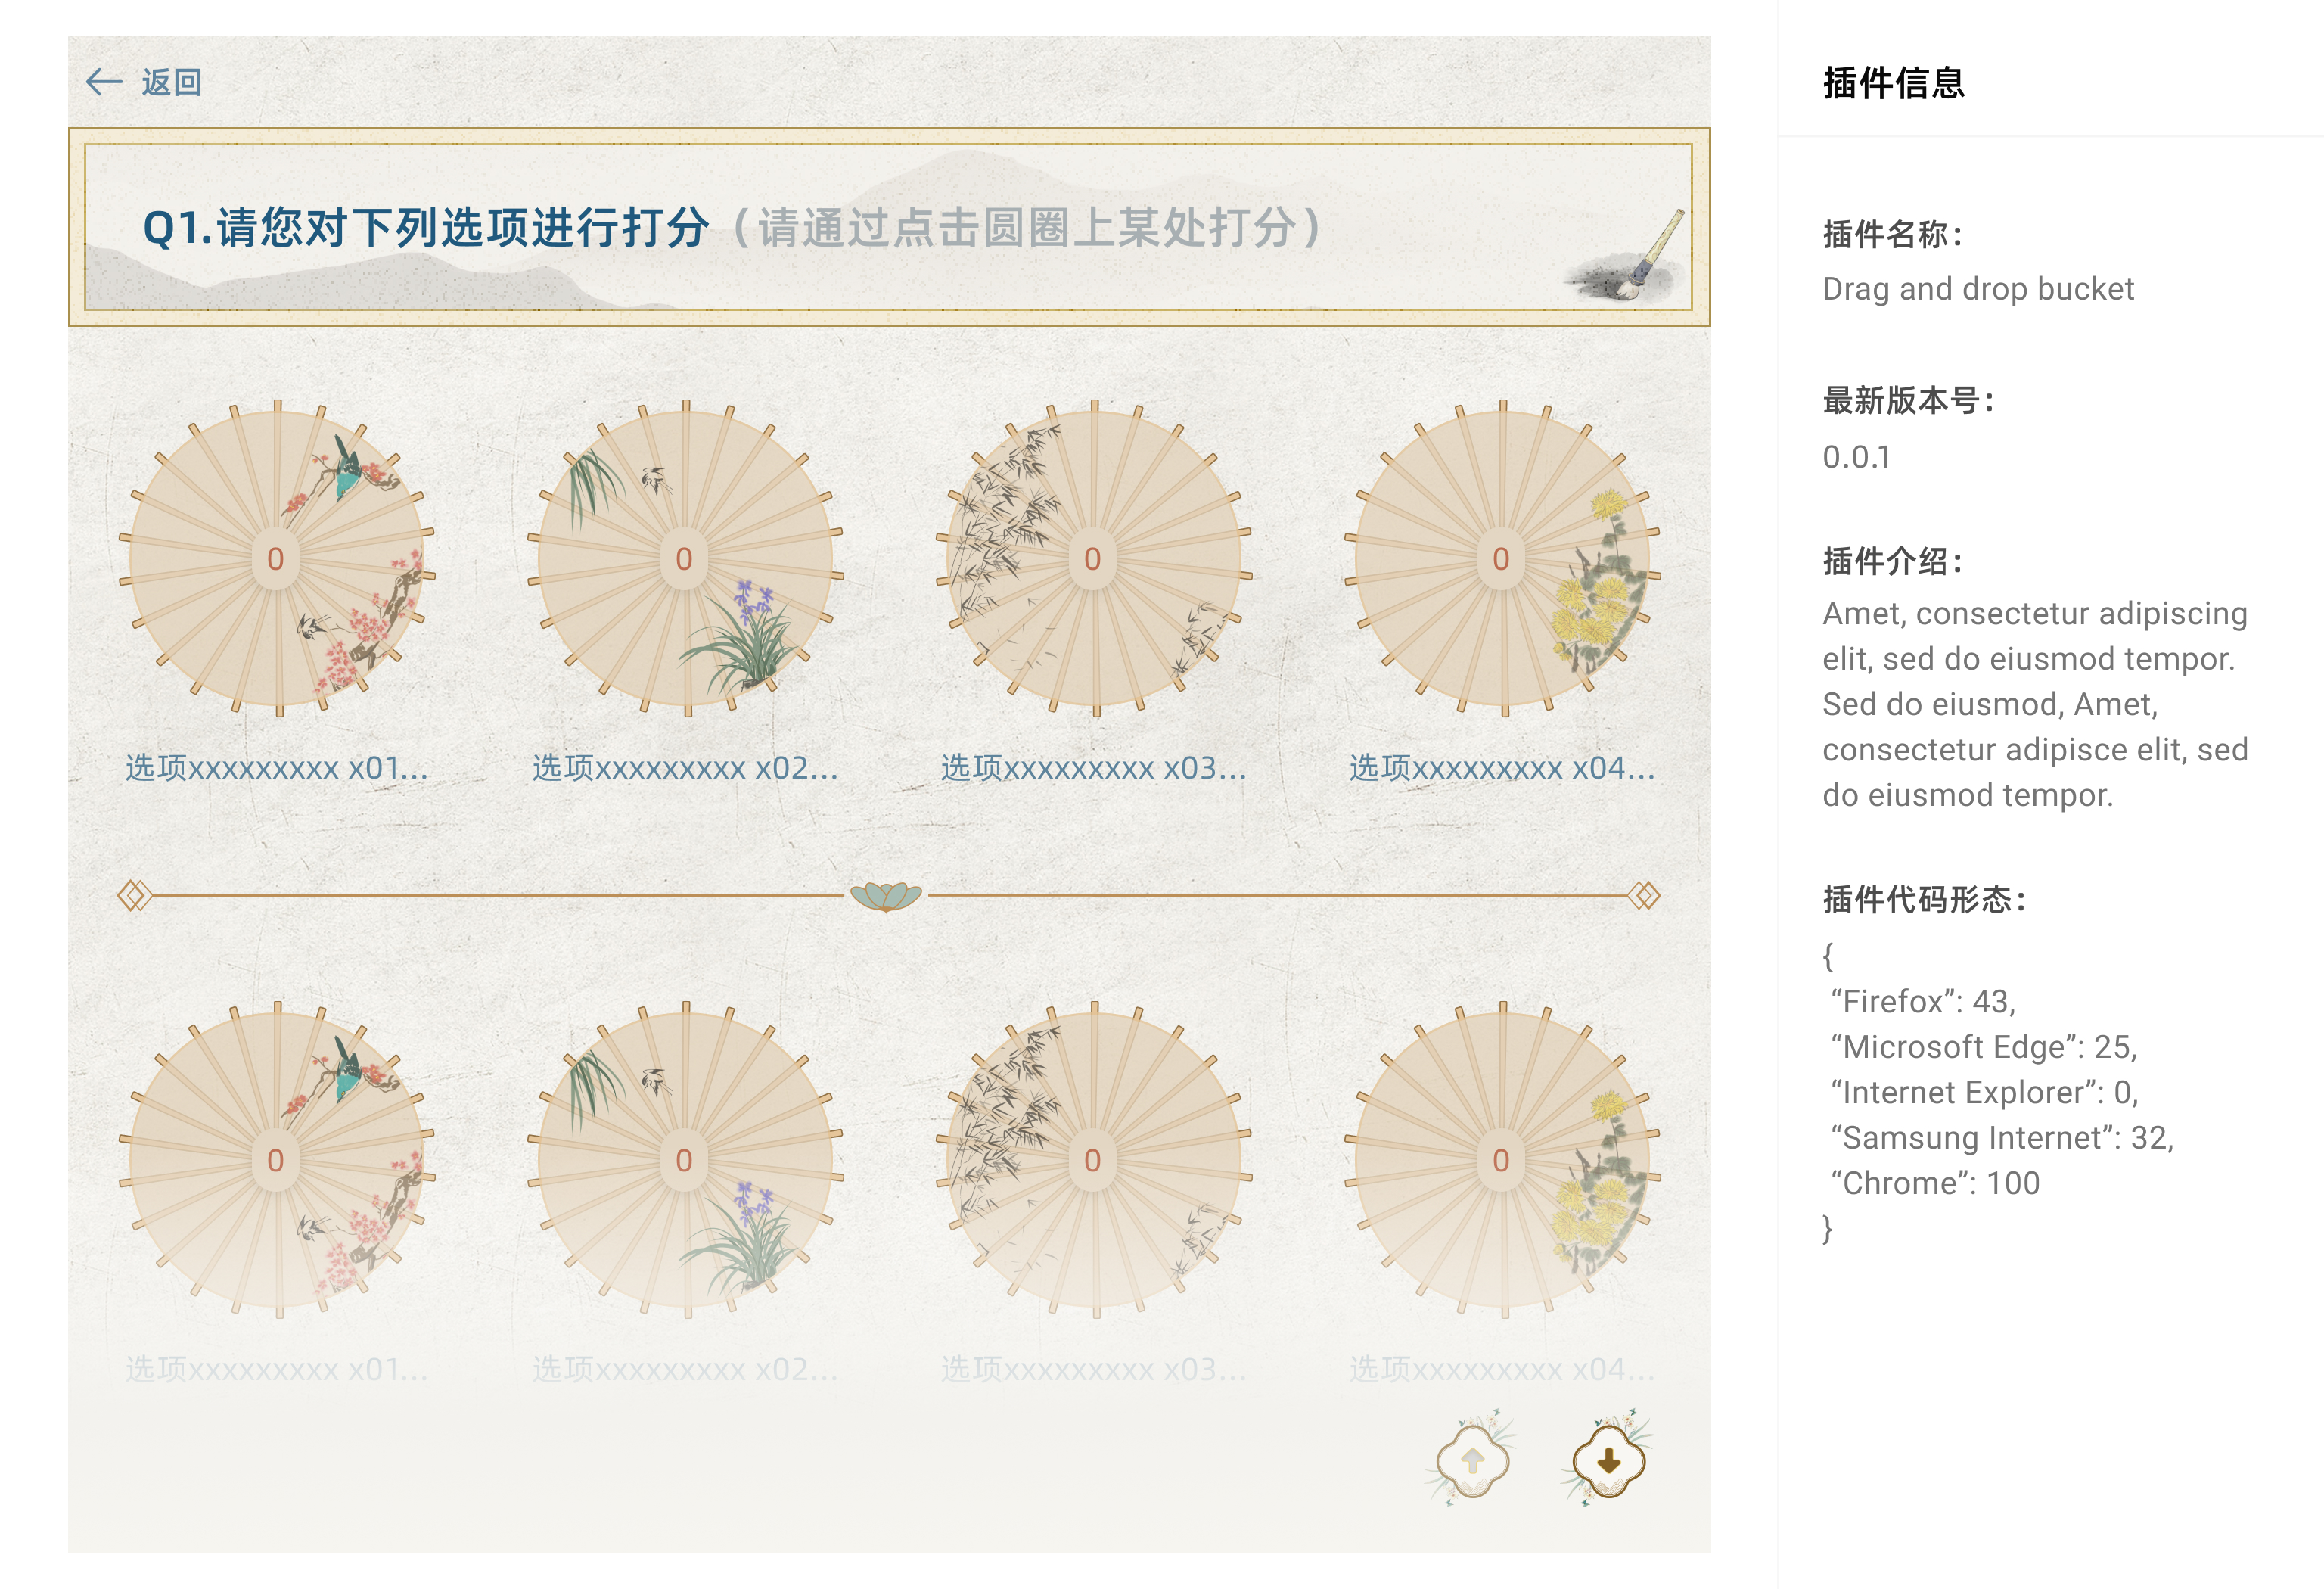 返回
Q1.请您对下列选项进行打分（请通过点击圆圈上某处打分）
0
0
0
0
选项xxxxxxxxx x01...
选项xxxxxxxxx x02...
选项xxxxxxxxx x03...
选项xxxxxxxxx x04...
0
0
0
0
选项xxxxxxxxx x01...
选项xxxxxxxxx x02...
选项xxxxxxxxx x03...
选项xxxxxxxxx x04...
插件信息
插件名称：
Drag and drop bucket
最新版本号：
0.0.1
插件介绍：
Amet, consectetur adipiscing
elit, sed do eiusmod tempor.
Sed do eiusmod, Amet,
consectetur adipisce elit, sed
do eiusmod tempor.
插件代码形态：
{
“Firefox”: 43,
“Microsoft Edge”: 25,
“Internet Explorer”: 0,
“Samsung Internet”: 32,
“Chrome”: 100
}